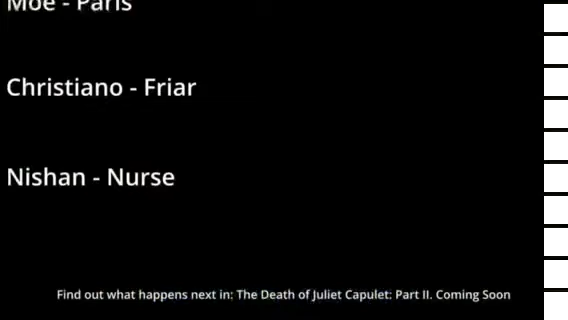 Moe - Paris
Christiano - Friar
Nishan - Nurse
Find out what happens next in: The Death of Juliet Capulet: Part II. Coming Soon